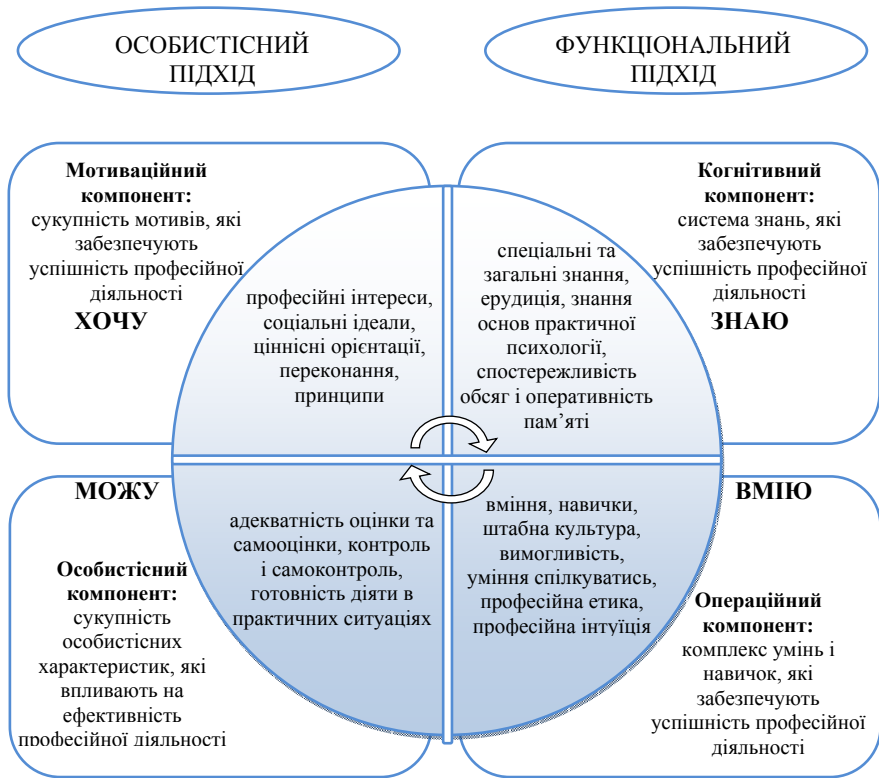 ОСОБИСТІСНИЙ
ПІДХІД
ФУНКЦІОНАЛЬНИЙ
ПІДХІД
Мотиваційний
компонент:
сукупність мотивів, які
забезпечують
успішність професійної
діяльності
ХОЧУ
професійні інтереси,
соціальні ідеали,
ціннісні орієнтації,
переконання,
принципи
спеціальні та
загальні знання,
ерудиція, знання
основ практичної
психології,
спостережливість
обсяг і оперативність
пам’яті
Когнітивний
компонент:
система знань, які
забезпечують
успішність професійної
діяльності
ЗНАЮ
МОЖУ
Особистісний
компонент:
сукупність
особистісних
характеристик, які
впливають на
ефективність
професійної діяльності
адекватність оцінки та
самооцінки, контроль
і самоконтроль,
готовність діяти в
практичних ситуаціях
вміння, навички,
штабна культура,
вимогливість,
уміння спілкуватись,
професійна етика,
професійна інтуїція
ВМІЮ
Операційний
компонент:
комплекс умінь і
навичок, які
забезпечують
успішність професійної
діяльності